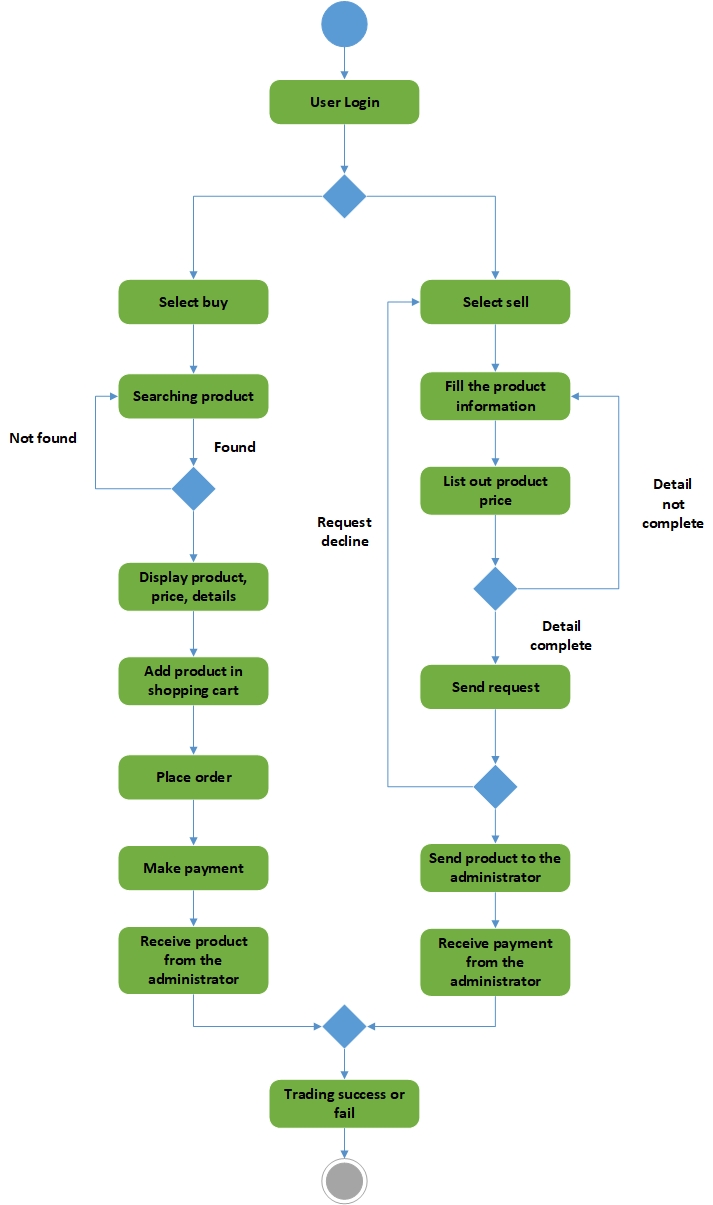 User Login
Select buy
Select sell
Searching product
Fill the product
information
Not found
Found
List out product
price
Detail
not
complete
Request
decline
Display product,
price, details
Detail
complete
Add product in
shopping cart
Send request
Place order
Make payment
Send product to the
administrator
Receive product
from the
administrator
Receive payment
from the
administrator
Trading success or
fail